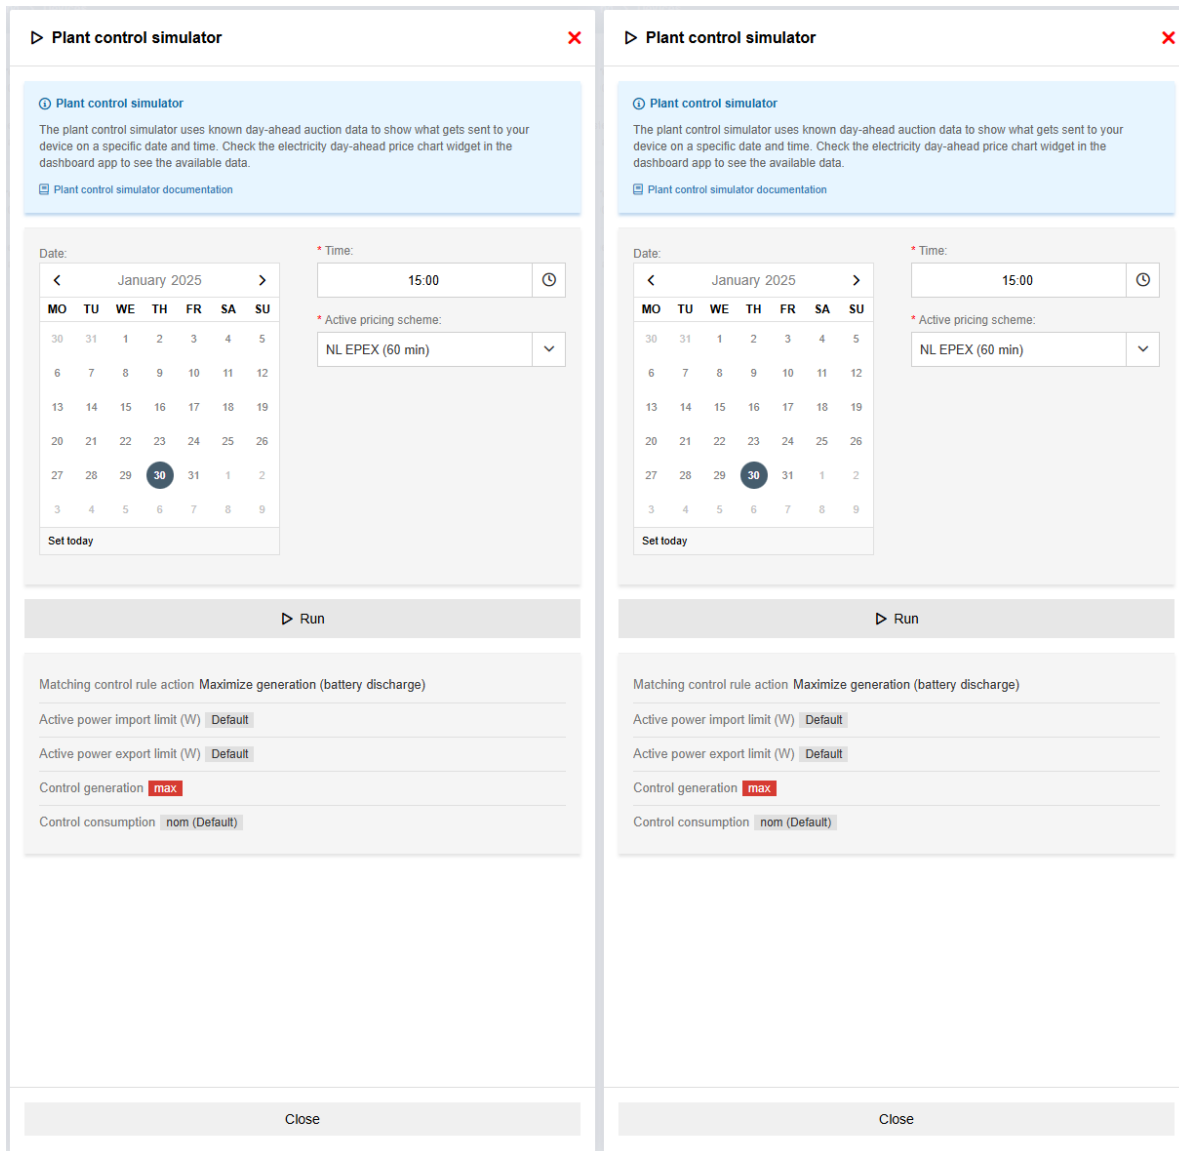 Plant control simulator
Plant control simulator
The plant control simulator uses known day-ahead auction data to show what gets sent to your
device on a specific date and time. Check the electricity day-ahead price chart widget in the
dashboard app to see the available data.
Plant control simulator documentation
Date:
January 2025
MO TU WE TH FR SA SU
30 31 1 2 3 4 5
6 7 8 9 10 11 12
13 14 15 16 17 18 19
20 21 22 23 24 25 26
27 28 29 30 31 1 2
3 4 5 6 7 8 9
Set today
* Time:
15:00
* Active pricing scheme:
NL EPEX (60 min)
Run
Matching control rule action Maximize generation (battery discharge)
Active power import limit (W) Default
Active power export limit (W) Default
Control generation max
Control consumption nom (Default)
Close
Plant control simulator
Plant control simulator
The plant control simulator uses known day-ahead auction data to show what gets sent to your
device on a specific date and time. Check the electricity day-ahead price chart widget in the
dashboard app to see the available data.
Plant control simulator documentation
Date:
January 2025
MO TU WE TH FR SA SU
30 31 1 2 3 4 5
6 7 8 9 10 11 12
13 14 15 16 17 18 19
20 21 22 23 24 25 26
27 28 29 30 31 1 2
3 4 5 6 7 8 9
Set today
* Time:
15:00
* Active pricing scheme:
NL EPEX (60 min)
Run
Matching control rule action Maximize generation (battery discharge)
Active power import limit (W) Default
Active power export limit (W) Default
Control generation max
Control consumption nom (Default)
Close